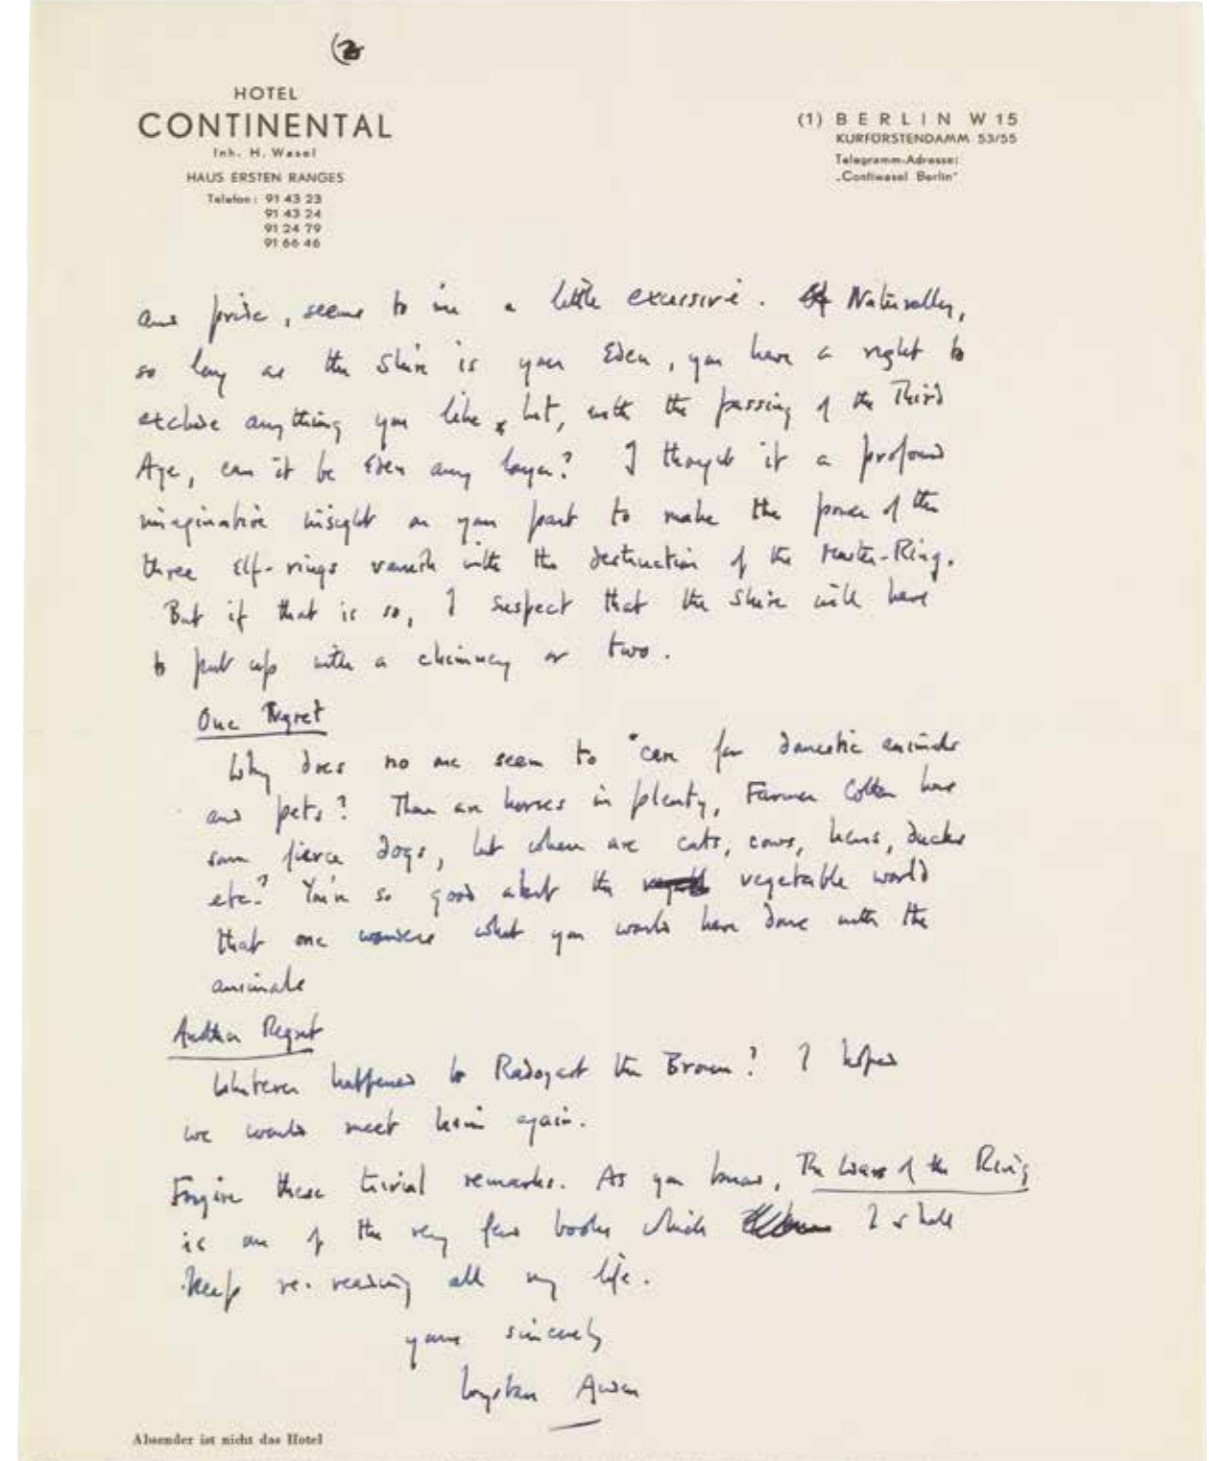 (2
HOTEL
CONTINENTAL
Inh. H. Wasel
HAUS ERSTEN RANGES
Telefon: 91 43 23
91 43 24
91 24 79
91 66 46
(1) BERLIN W 15
KURFÜRSTENDAMM 53/55
Telegramm-Adresse:
„Contiwasel Berlin"
and pride, seems to me a little excessive. Naturally,
so long as the Shire is your Eden, you have a right to
exclude anything you like, but, with the passing of the Third
Age, can it be Eden any longer? I thought it a profound
imaginative insight on your part to make the power of the
three Elf-rings vanish with the destruction of the Master-Ring.
But if that is so, I suspect that the Shire will have
to put up with a chimney or two.
One Regret
Why does no one seem to care for domestic animals
and pets? There are horses in plenty, Farmer Cotton has
some fierce dogs, but where are cats, cows, hens, ducks
etc? You're so good about the vegetable world
that one wonders what you would have done with the
animals
Another Regret
Whatever happened to Radagast the Brown? I hoped
we would meet him again.
Forgive these trivial remarks. As you know, The Wars of the Ring
is one of the very few books which I shall
keep re-reading all my life.
yours sincerely
Wystan Auden
Absender ist nicht das Hotel